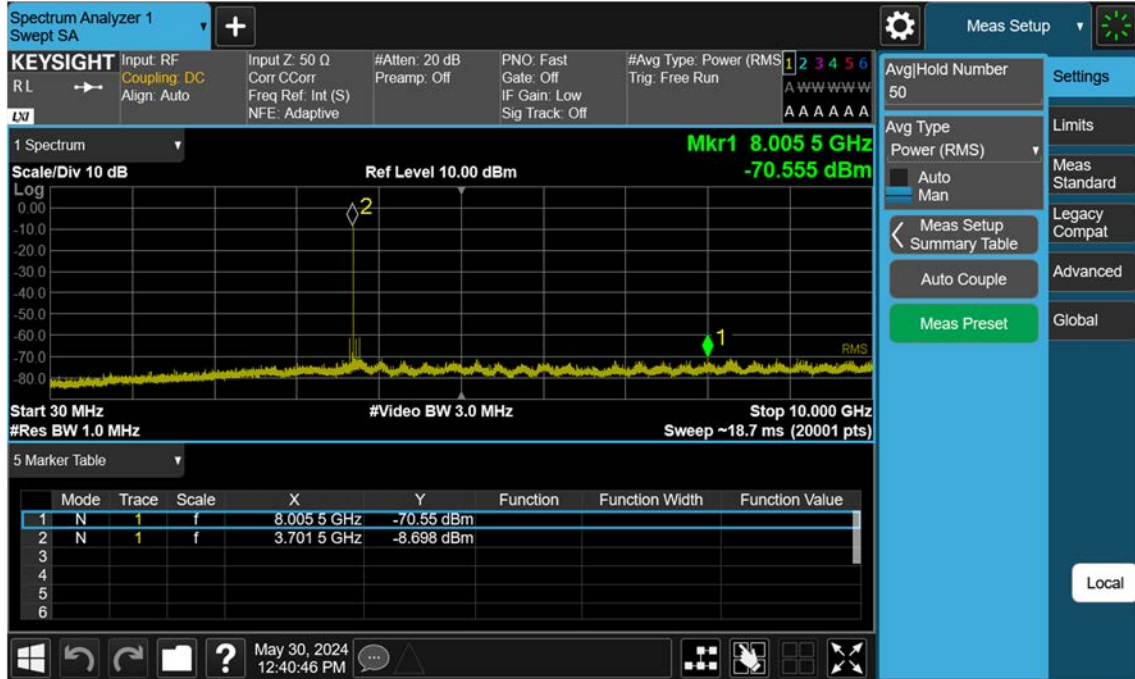 Spectrum Analyzer 1
Swept SA
+
Meas Setup
KEYSIGHT
R L
LXI
Input: RF
Coupling: DC
Align: Auto
Input Z: 50 Ω
Corr CCorr
Freq Ref: Int (S)
NFE: Adaptive
#Atten: 20 dB
Preamp: Off
PNO: Fast
Gate: Off
IF Gain: Low
Sig Track: Off
#Avg Type: Power (RMS
Trig: Free Run
1 2 3 4 5 6
A W W W W W
A A A A A A
1 Spectrum
Scale/Div 10 dB
Ref Level 10.00 dBm
Mkr1 8.005 5 GHz
-70.555 dBm
Log
0.00
-10.0
-20.0
-30.0
-40.0
-50.0
-60.0
-70.0
-80.0
2
1
RMS
Start 30 MHz
#Video BW 3.0 MHz
Stop 10.000 GHz
#Res BW 1.0 MHz
Sweep ~18.7 ms (20001 pts)
5 Marker Table
Mode Trace Scale X Y Function Function Width Function Value
1 N 1 f 8.005 5 GHz -70.55 dBm
2 N 1 f 3.701 5 GHz -8.698 dBm
3
4
5
6
?
May 30, 2024
12:40:46 PM
Avg|Hold Number
50
Avg Type
Power (RMS)
Auto
Man
Meas Setup
Summary Table
Auto Couple
Meas Preset
Settings
Limits
Meas
Standard
Legacy
Compat
Advanced
Global
Local